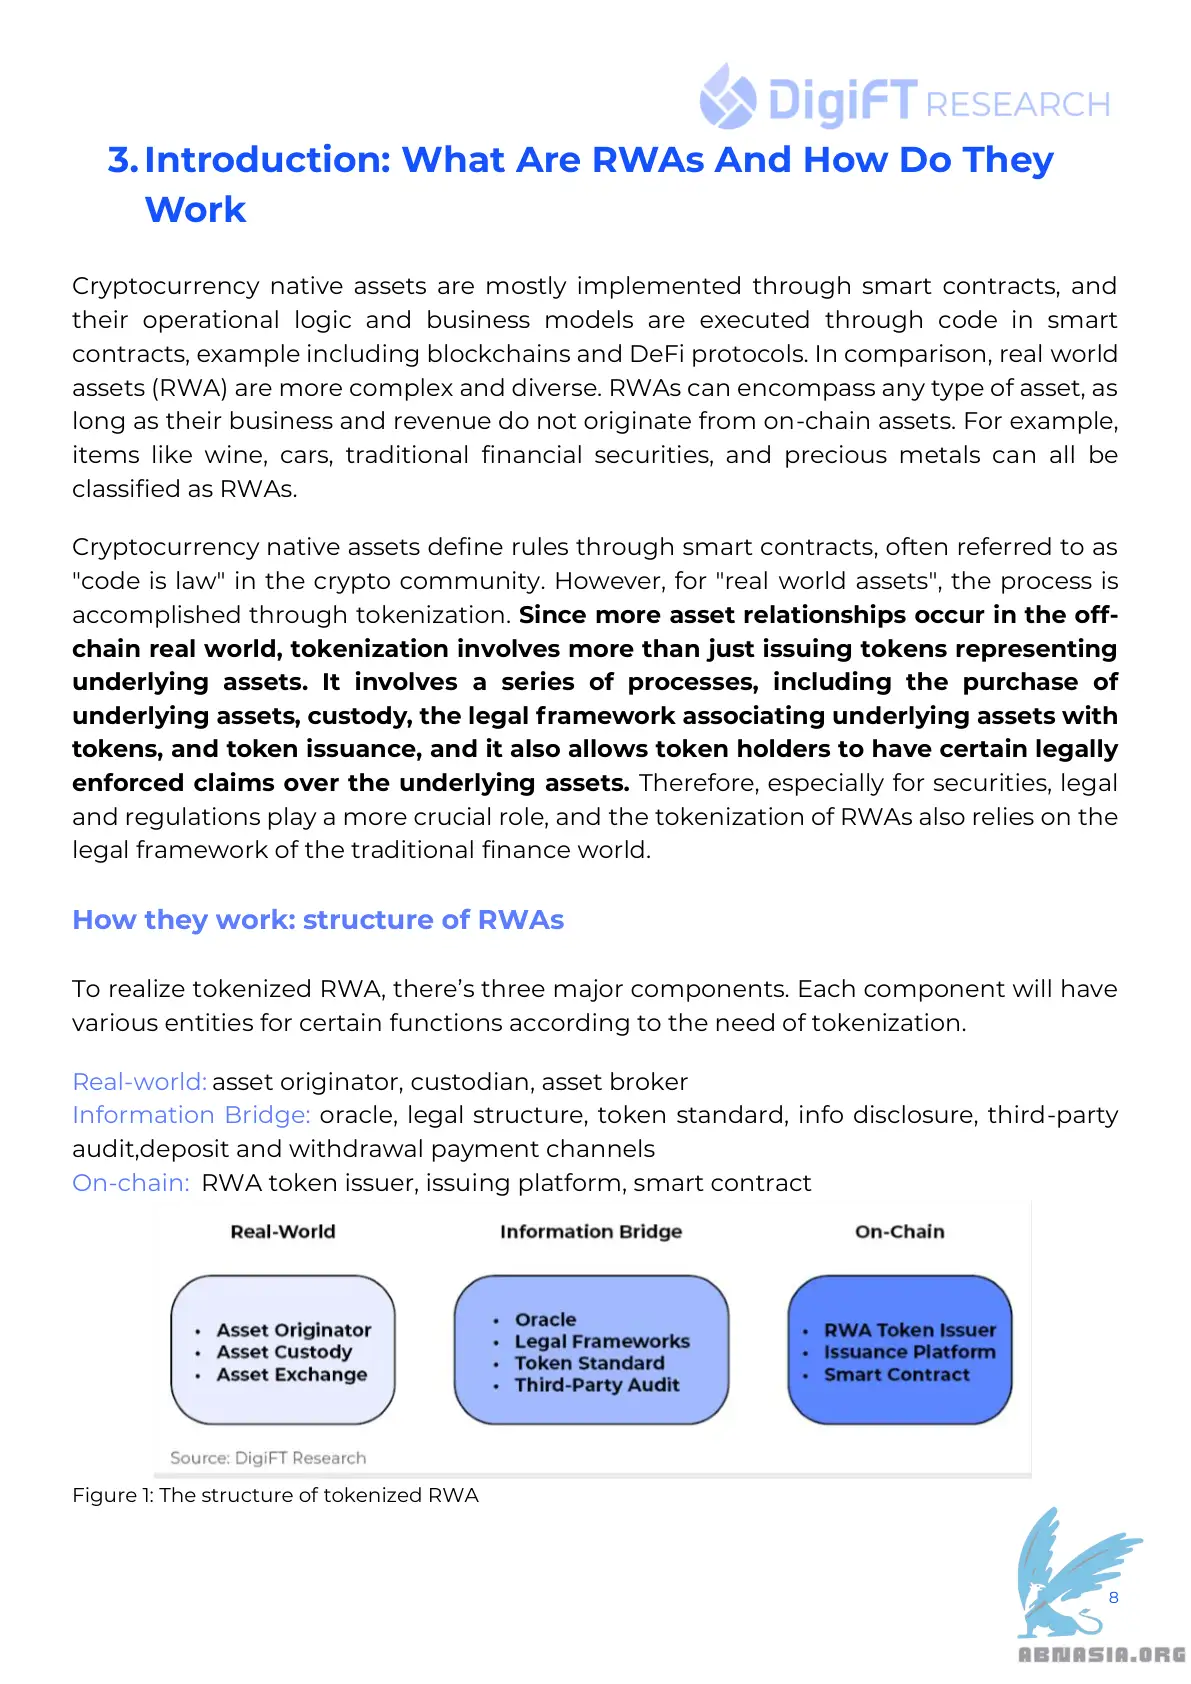 DigiFT RESEARCH
3. Introduction: What Are RWAs And How Do They
Work
Cryptocurrency native assets are mostly implemented through smart contracts, and
their operational logic and business models are executed through code in smart
contracts, example including blockchains and DeFi protocols. In comparison, real world
assets (RWA) are more complex and diverse. RWAs can encompass any type of asset, as
long as their business and revenue do not originate from on-chain assets. For example,
items like wine, cars, traditional financial securities, and precious metals can all be
classified as RWAs.
Cryptocurrency native assets define rules through smart contracts, often referred to as
"code is law" in the crypto community. However, for "real world assets", the process is
accomplished through tokenization. Since more asset relationships occur in the off-
chain real world, tokenization involves more than just issuing tokens representing
underlying assets. It involves a series of processes, including the purchase of
underlying assets, custody, the legal framework associating underlying assets with
tokens, and token issuance, and it also allows token holders to have certain legally
enforced claims over the underlying assets. Therefore, especially for securities, legal
and regulations play a more crucial role, and the tokenization of RWAs also relies on the
legal framework of the traditional finance world.
How they work: structure of RWAs
To realize tokenized RWA, there’s three major components. Each component will have
various entities for certain functions according to the need of tokenization.
Real-world: asset originator, custodian, asset broker
Information Bridge: oracle, legal structure, token standard, info disclosure, third-party
audit,deposit and withdrawal payment channels
On-chain: RWA token issuer, issuing platform, smart contract
Real-World
• Asset Originator
• Asset Custody
• Asset Exchange
Information Bridge
• Oracle
• Legal Frameworks
• Token Standard
• Third-Party Audit
On-Chain
• RWA Token Issuer
• Issuance Platform
• Smart Contract
Source: DigiFT Research
Figure 1: The structure of tokenized RWA
8
ABNASIA.ORG